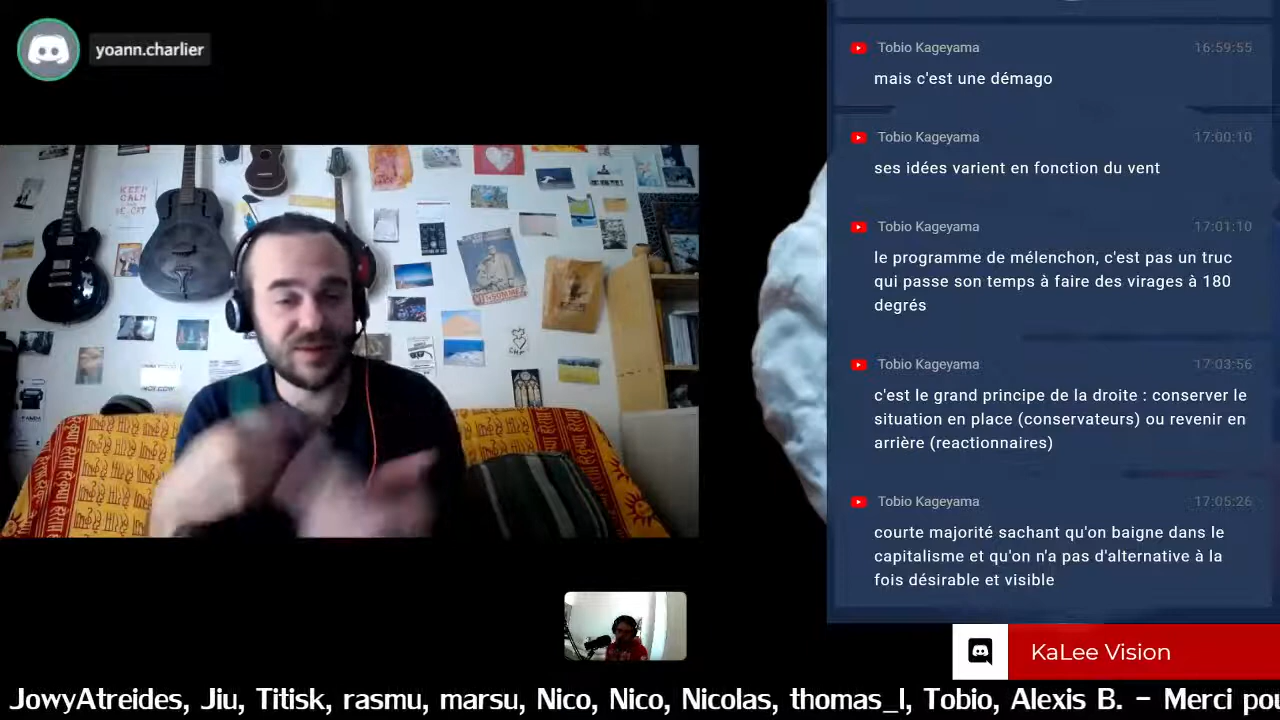 yoann.charlier
KEEP
CALM
Tobio Kageyama 16:59:55
mais c'est une démago
Tobio Kageyama 17:00:10
ses idées varient en fonction du vent
Tobio Kageyama 17:01:10
le programme de mélenchon, c'est pas un truc
qui passe son temps à faire des virages à 180
degrés
Tobio Kageyama 17:03:56
c'est le grand principe de la droite : conserver le
situation en place (conservateurs) ou revenir en
arrière (reactionnaires)
Tobio Kageyama 17:05:26
courte majorité sachant qu'on baigne dans le
capitalisme et qu'on n'a pas d'alternative à la
fois désirable et visible
KaLee Vision
JowyAtreides, Jiu, Titisk, rasmu, marsu, Nico, Nico, Nicolas, thomas_l, Tobio, Alexis B. - Merci pou